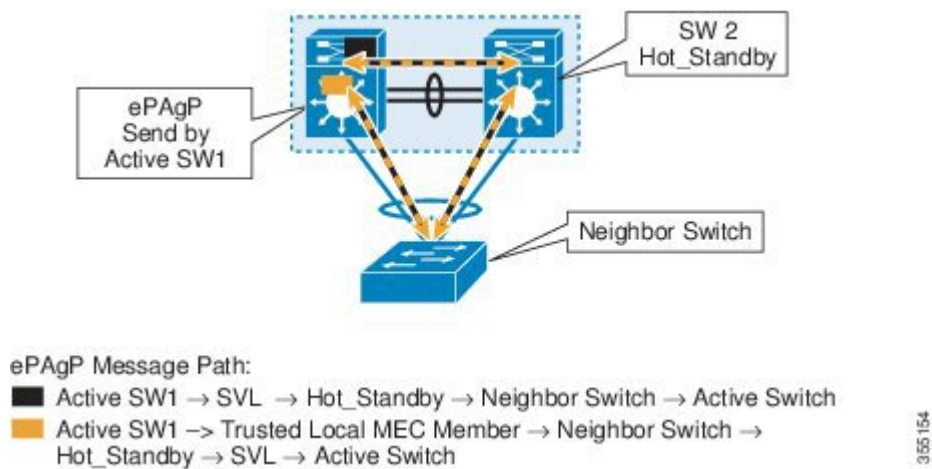 SW 2
Hot_Standby
ePAgP
Send by
Active SW1
Neighbor Switch
ePAgP Message Path:
Active SW1 → SVL → Hot_Standby → Neighbor Switch → Active Switch
Active SW1 –> Trusted Local MEC Member → Neighbor Switch →
Hot_Standby → SVL → Active Switch
355154